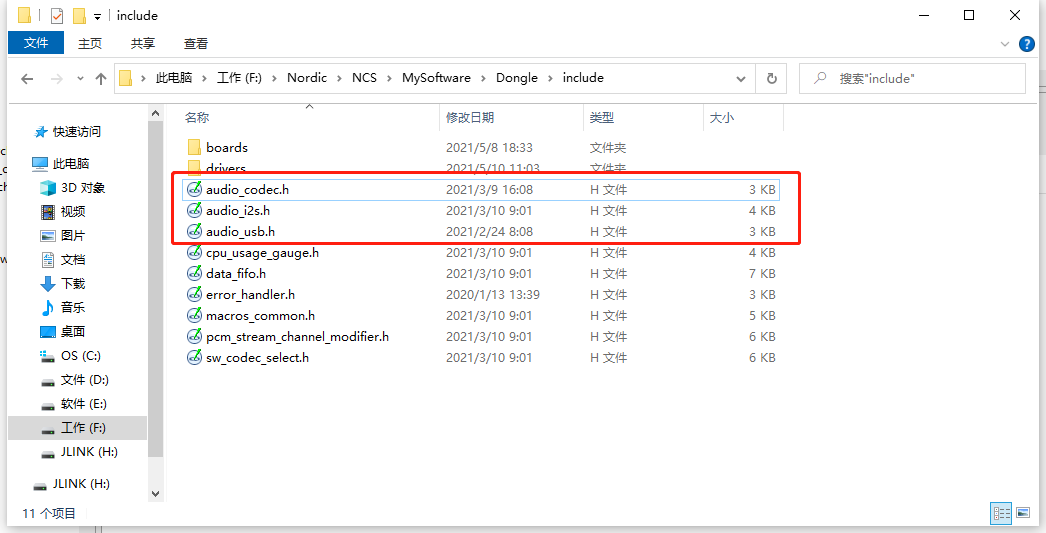 include
文件 主页 共享 查看
此电脑 工作 (F:) Nordic NCS MySoftware Dongle include 搜索"include"
快速访问
此电脑
3D 对象
视频
图片
文档
下载
音乐
桌面
OS (C:)
文件 (D:)
软件 (E:)
工作 (F:)
JLINK (H:)
JLINK (H:)
名称 修改日期 类型 大小
boards 2021/5/8 18:33 文件夹
drivers 2021/5/10 11:03 文件夹
audio_codec.h 2021/3/9 16:08 H 文件 3 KB
audio_i2s.h 2021/3/10 9:01 H 文件 4 KB
audio_usb.h 2021/2/24 8:08 H 文件 3 KB
cpu_usage_gauge.h 2021/3/10 9:01 H 文件 4 KB
data_fifo.h 2021/3/10 9:01 H 文件 7 KB
error_handler.h 2020/1/13 13:39 H 文件 3 KB
macros_common.h 2021/3/10 9:01 H 文件 5 KB
pcm_stream_channel_modifier.h 2021/3/10 9:01 H 文件 6 KB
sw_codec_select.h 2021/3/10 9:01 H 文件 6 KB
11 个项目